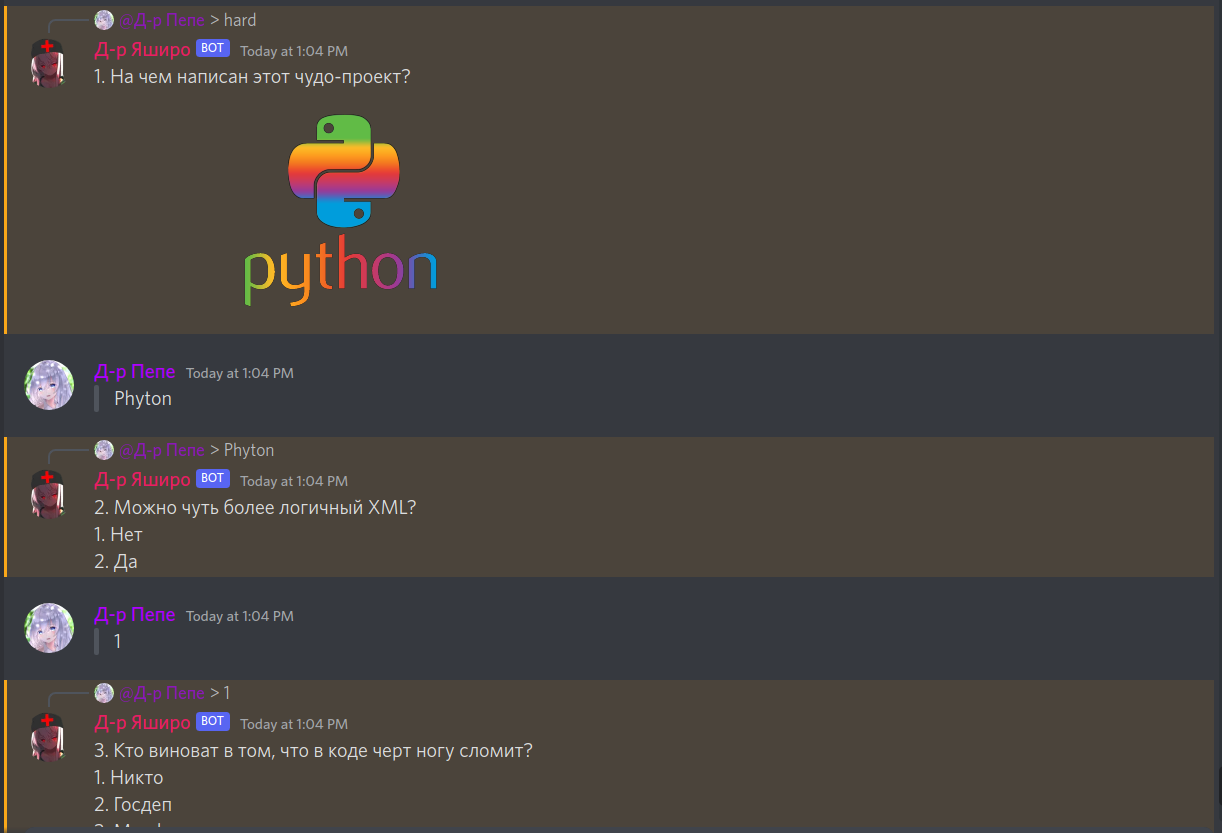 @Д-р Пепе > hard
Д-р Яширо BOT Today at 1:04 PM
1. На чем написан этот чудо-проект?
python
Д-р Пепе Today at 1:04 PM
Phyton
@Д-р Пепе > Phyton
Д-р Яширо BOT Today at 1:04 PM
2. Можно чуть более логичный XML?
1. Нет
2. Да
Д-р Пепе Today at 1:04 PM
1
@Д-р Пепе > 1
Д-р Яширо BOT Today at 1:04 PM
3. Кто виноват в том, что в коде черт ногу сломит?
1. Никто
2. Госдеп